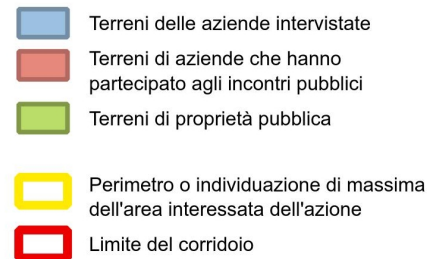 Terreni delle aziende intervistate
Terreni di aziende che hanno
partecipato agli incontri pubblici
Terreni di proprietà pubblica
Perimetro o individuazione di massima
dell'area interessata dell'azione
Limite del corridoio